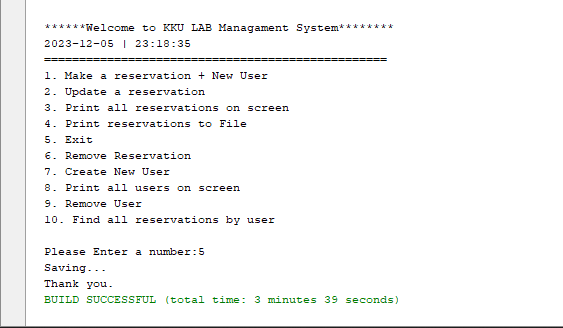 ******Welcome to KKU LAB Managament System********
2023-12-05 | 23:18:35
=================================================
1. Make a reservation + New User
2. Update a reservation
3. Print all reservations on screen
4. Print reservations to File
5. Exit
6. Remove Reservation
7. Create New User
8. Print all users on screen
9. Remove User
10. Find all reservations by user
Please Enter a number:5
Saving...
Thank you.
BUILD SUCCESSFUL (total time: 3 minutes 39 seconds)